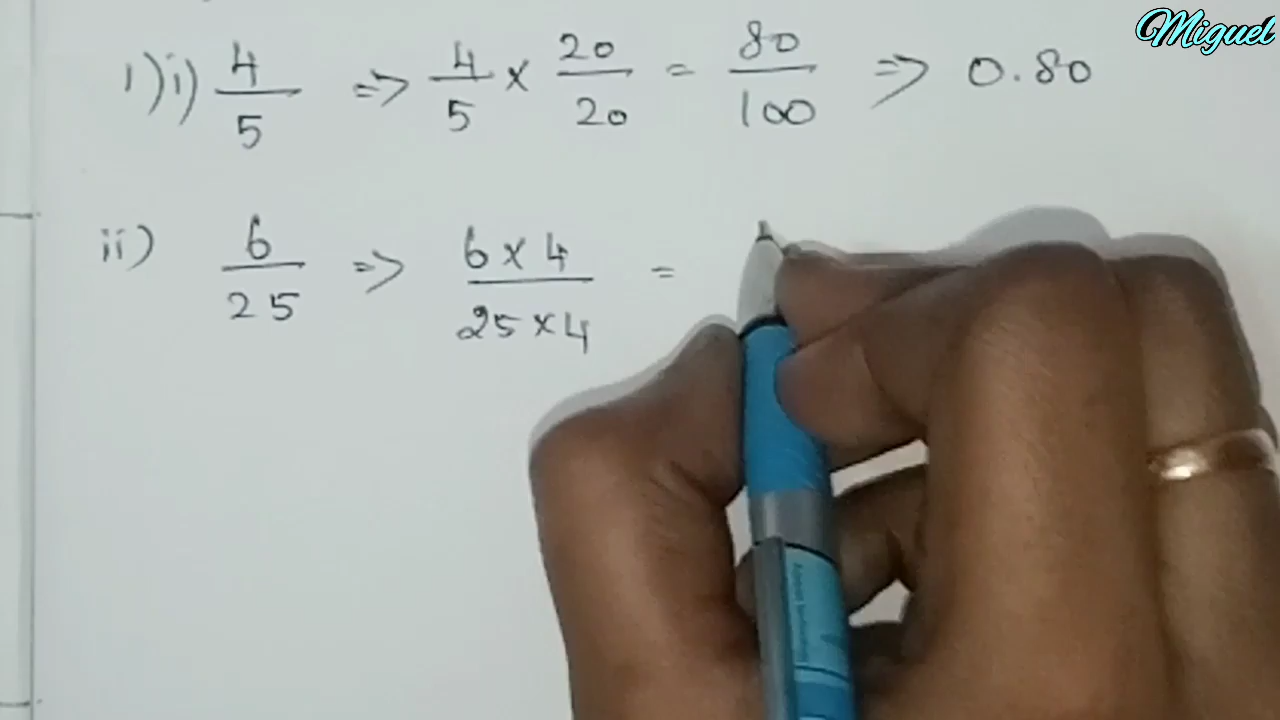 Miguel
1) i) 4/5 => 4/5 × 20/20 = 80/100 => 0.80
ii) 6/25 => 6 × 4/25 × 4 =